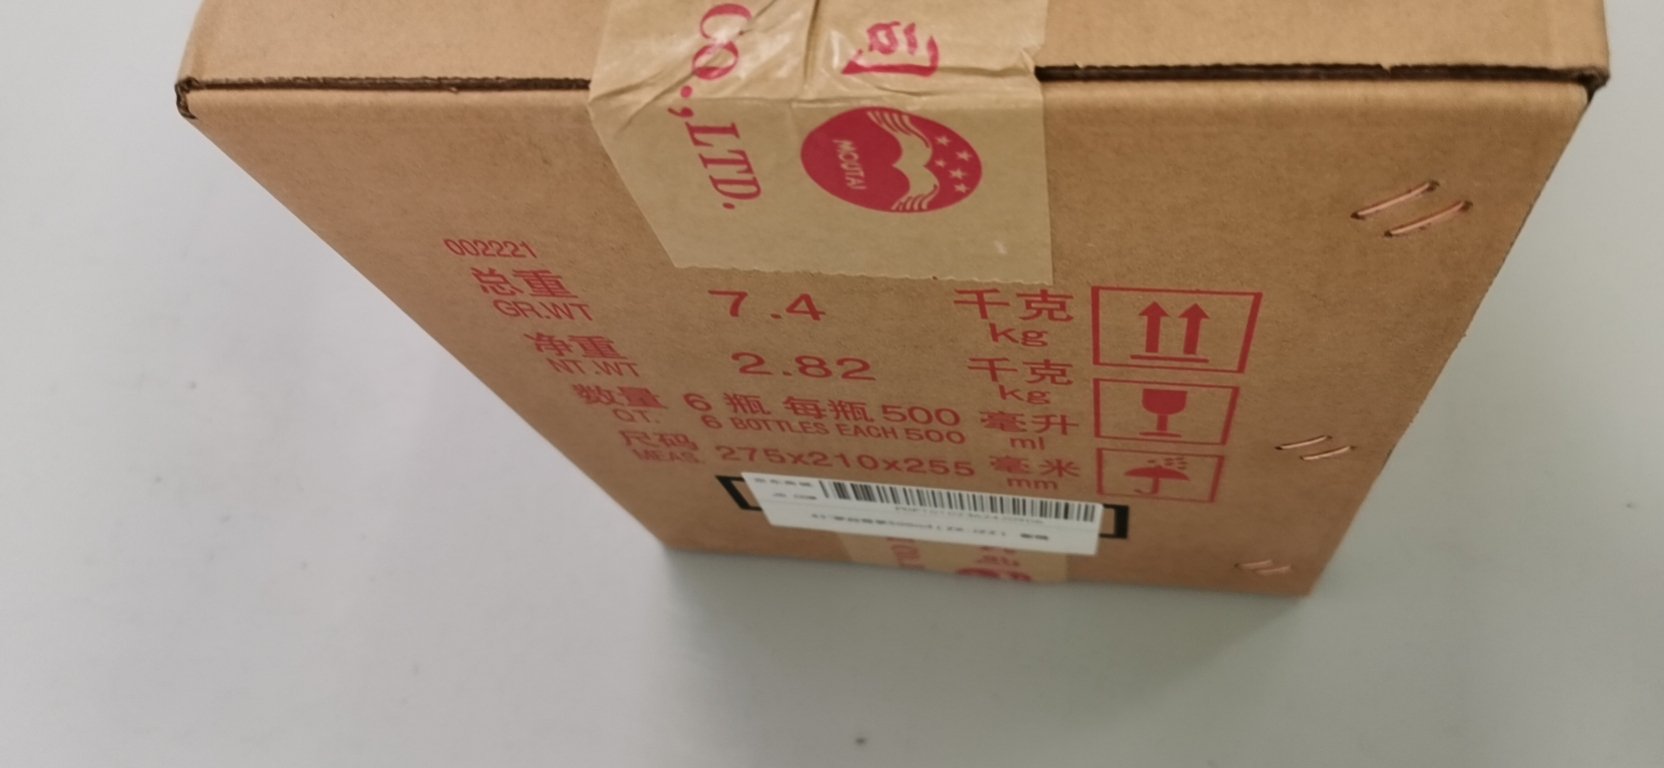 司
CO.,LTD.
MOUTAI
002221
总重 7.4 千克
GR.WT kg
净重 2.82 千克
NT.WT kg
数量 6 瓶 每瓶 500 毫升
QT. 6 BOTTLES EACH 500 ml
尺码 275x210x255 毫米
MEAS. mm